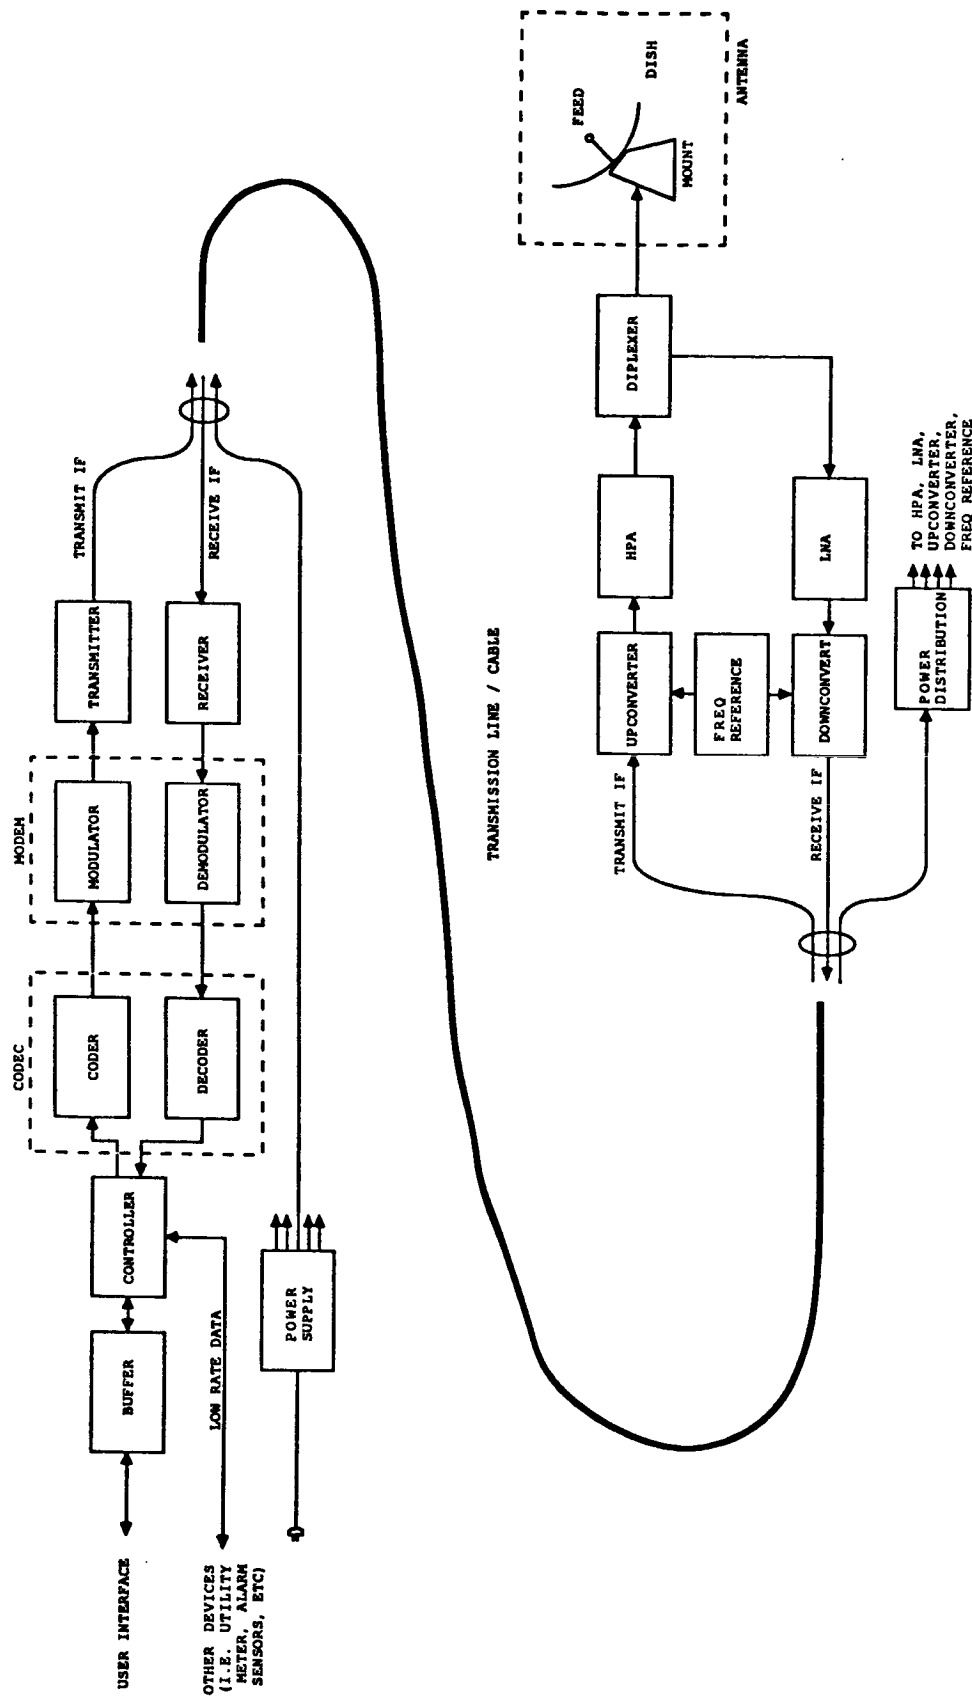 USER INTERFACE
OTHER DEVICES
(I.E. UTILITY
METER, ALARM
SENSORS, ETC)
BUFFER
CONTROLLER
LOW RATE DATA
POWER
SUPPLY
CODEC
CODER
DECODER
MODEM
MODULATOR
DEMODULATOR
TRANSMITTER
RECEIVER
TRANSMIT IF
RECEIVE IF
TRANSMISSION LINE / CABLE
TRANSMIT IF
RECEIVE IF
UPCONVERTER
FREQ
REFERENCE
DOWNCONVERT
POWER
DISTRIBUTION
TO HPA, LNA,
UPCONVERTER,
DOWNCONVERTER,
FREQ REFERENCE
HPA
LNA
DIPLEXER
FEED
DISH
MOUNT
ANTENNA